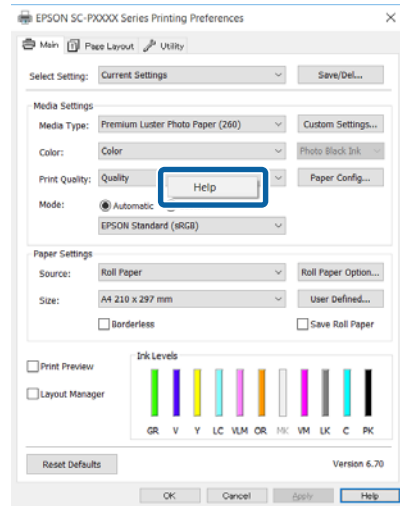 EPSON SC-PXXXX Series Printing Preferences
Main Page Layout Utility
Select Setting: Current Settings Save/Del...
Media Settings
Media Type: Premium Luster Photo Paper (260) Custom Settings...
Color: Color Photo Black Ink
Print Quality: Quality Paper Config...
Help
Mode: Automatic
EPSON Standard (sRGB)
Paper Settings
Source: Roll Paper Roll Paper Option...
Size: A4 210 x 297 mm User Defined...
Borderless Save Roll Paper
Print Preview
Layout Manager
Ink Levels
GR V Y LC VLM OR MK VM LK C PK
Reset Defaults Version 6.70
OK Cancel Apply Help